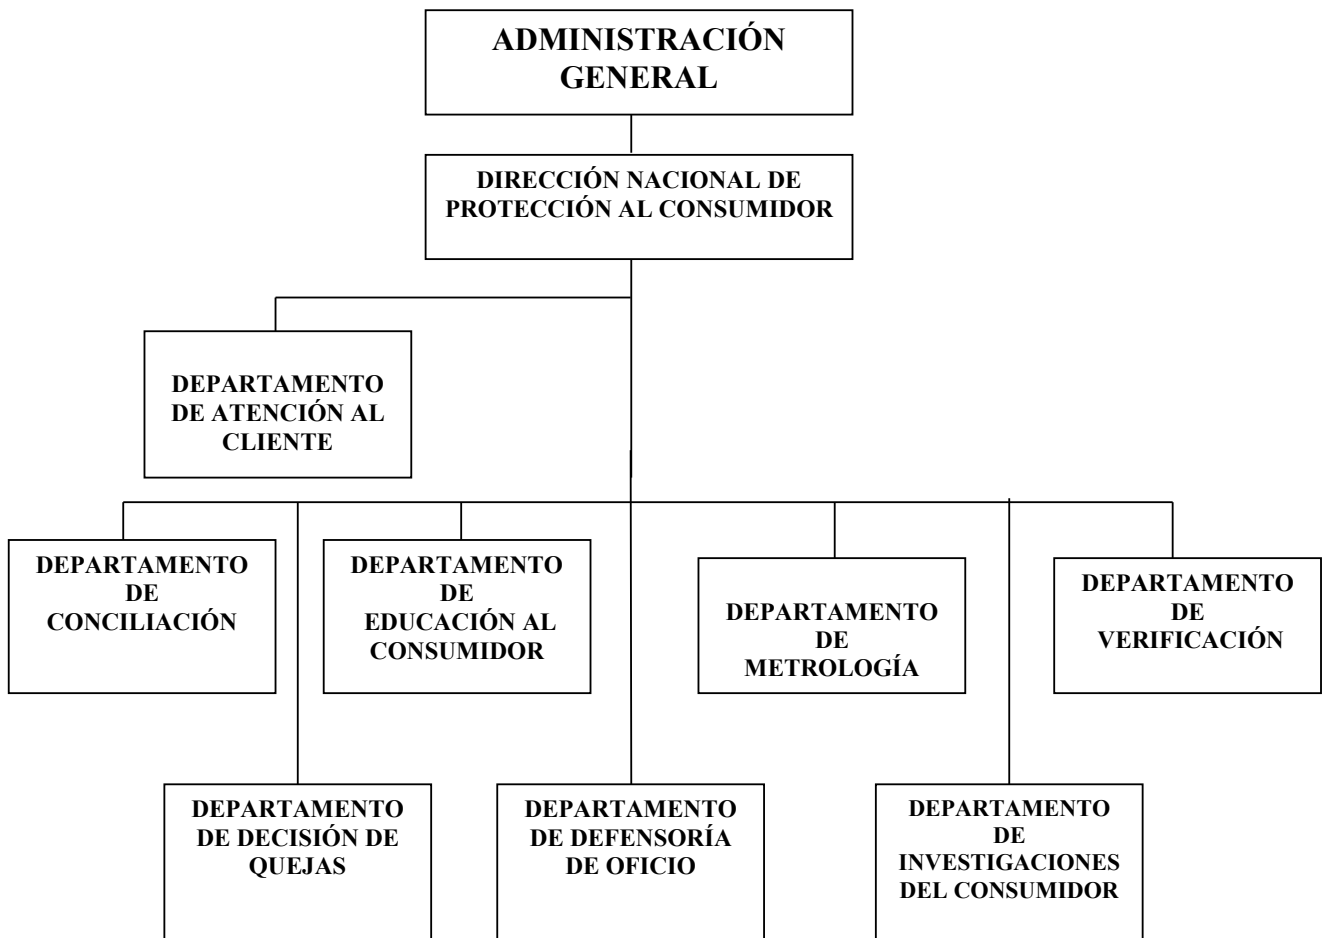 ADMINISTRACIÓN
GENERAL
DIRECCIÓN NACIONAL DE
PROTECCIÓN AL CONSUMIDOR
DEPARTAMENTO
DE ATENCIÓN AL
CLIENTE
DEPARTAMENTO
DE
CONCILIACIÓN
DEPARTAMENTO
DE
EDUCACIÓN AL
CONSUMIDOR
DEPARTAMENTO
DE
METROLOGÍA
DEPARTAMENTO
DE
VERIFICACIÓN
DEPARTAMENTO
DE DECISIÓN DE
QUEJAS
DEPARTAMENTO
DE DEFENSORÍA
DE OFICIO
DEPARTAMENTO
DE
INVESTIGACIONES
DEL CONSUMIDOR